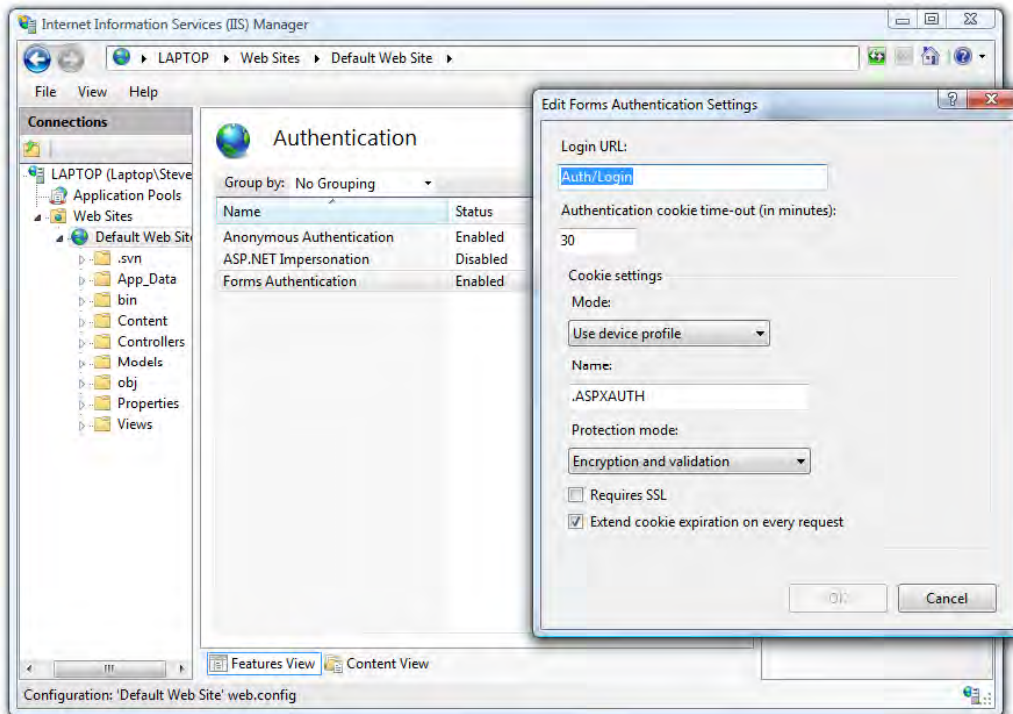 Internet Information Services (IIS) Manager
LAPTOP Web Sites Default Web Site
File View Help
Connections
LAPTOP (Laptop\Steve
Application Pools
Web Sites
Default Web Sit
.svn
App_Data
bin
Content
Controllers
Models
obj
Properties
Views
Authentication
Group by: No Grouping
Name Status
Anonymous Authentication Enabled
ASP.NET Impersonation Disabled
Forms Authentication Enabled
Features View Content View
Edit Forms Authentication Settings
Login URL:
Auth/Login
Authentication cookie time-out (in minutes):
30
Cookie settings
Mode:
Use device profile
Name:
.ASPXAUTH
Protection mode:
Encryption and validation
Requires SSL
Extend cookie expiration on every request
OK Cancel
Configuration: 'Default Web Site' web.config